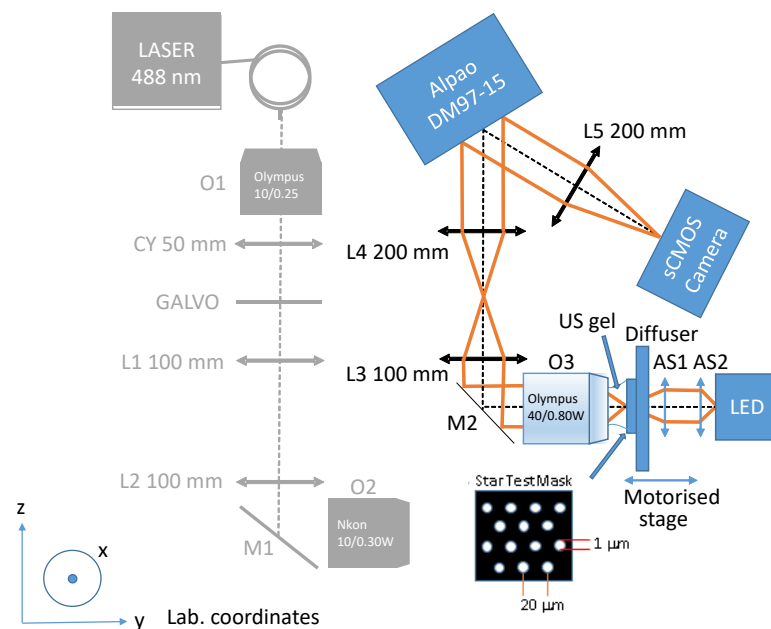 LASER
488 nm
O1
Olympus
10/0.25
CY 50 mm
GALVO
L1 100 mm
L2 100 mm
O2
Nkon
10/0.30W
M1
z
x
y
Lab. coordinates
Alpao
DM97-15
L5 200 mm
sCMOS
Camera
L4 200 mm
US gel
Diffuser
L3 100 mm
O3
AS1 AS2
Olympus
40/0.80W
LED
M2
Star Test Mask
Motorised
stage
1 µm
20 µm